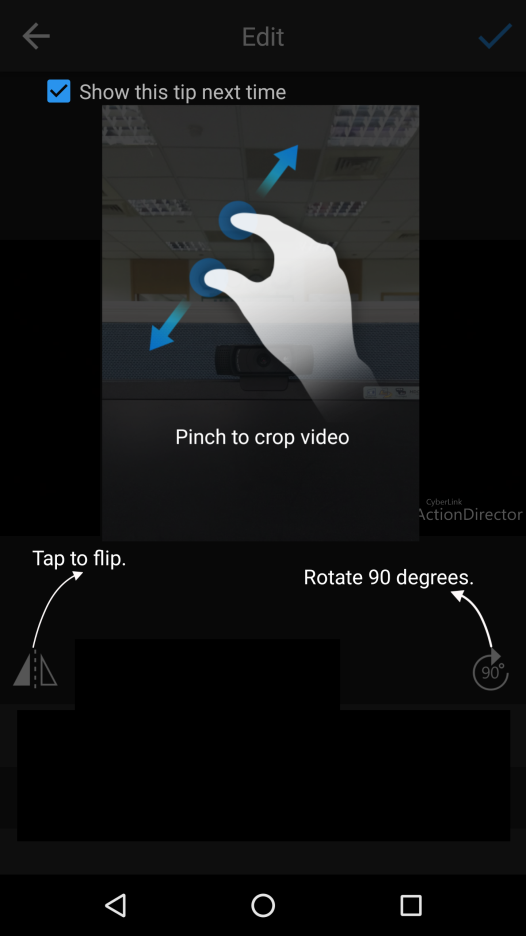 Edit
Show this tip next time
Pinch to crop video
CyberLink
ActionDirector
Tap to flip.
Rotate 90 degrees.
90°